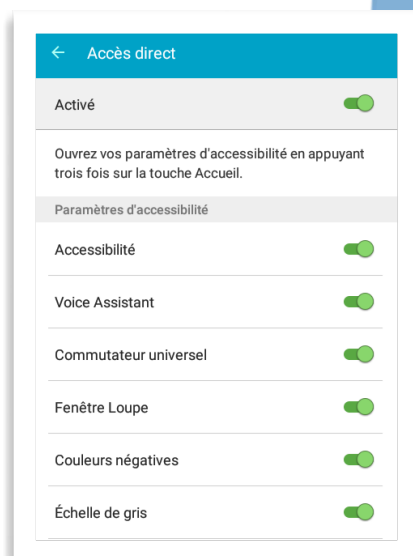 Accès direct
Activé
Ouvrez vos paramètres d'accessibilité en appuyant
trois fois sur la touche Accueil.
Paramètres d'accessibilité
Accessibilité
Voice Assistant
Commutateur universel
Fenêtre Loupe
Couleurs négatives
Échelle de gris